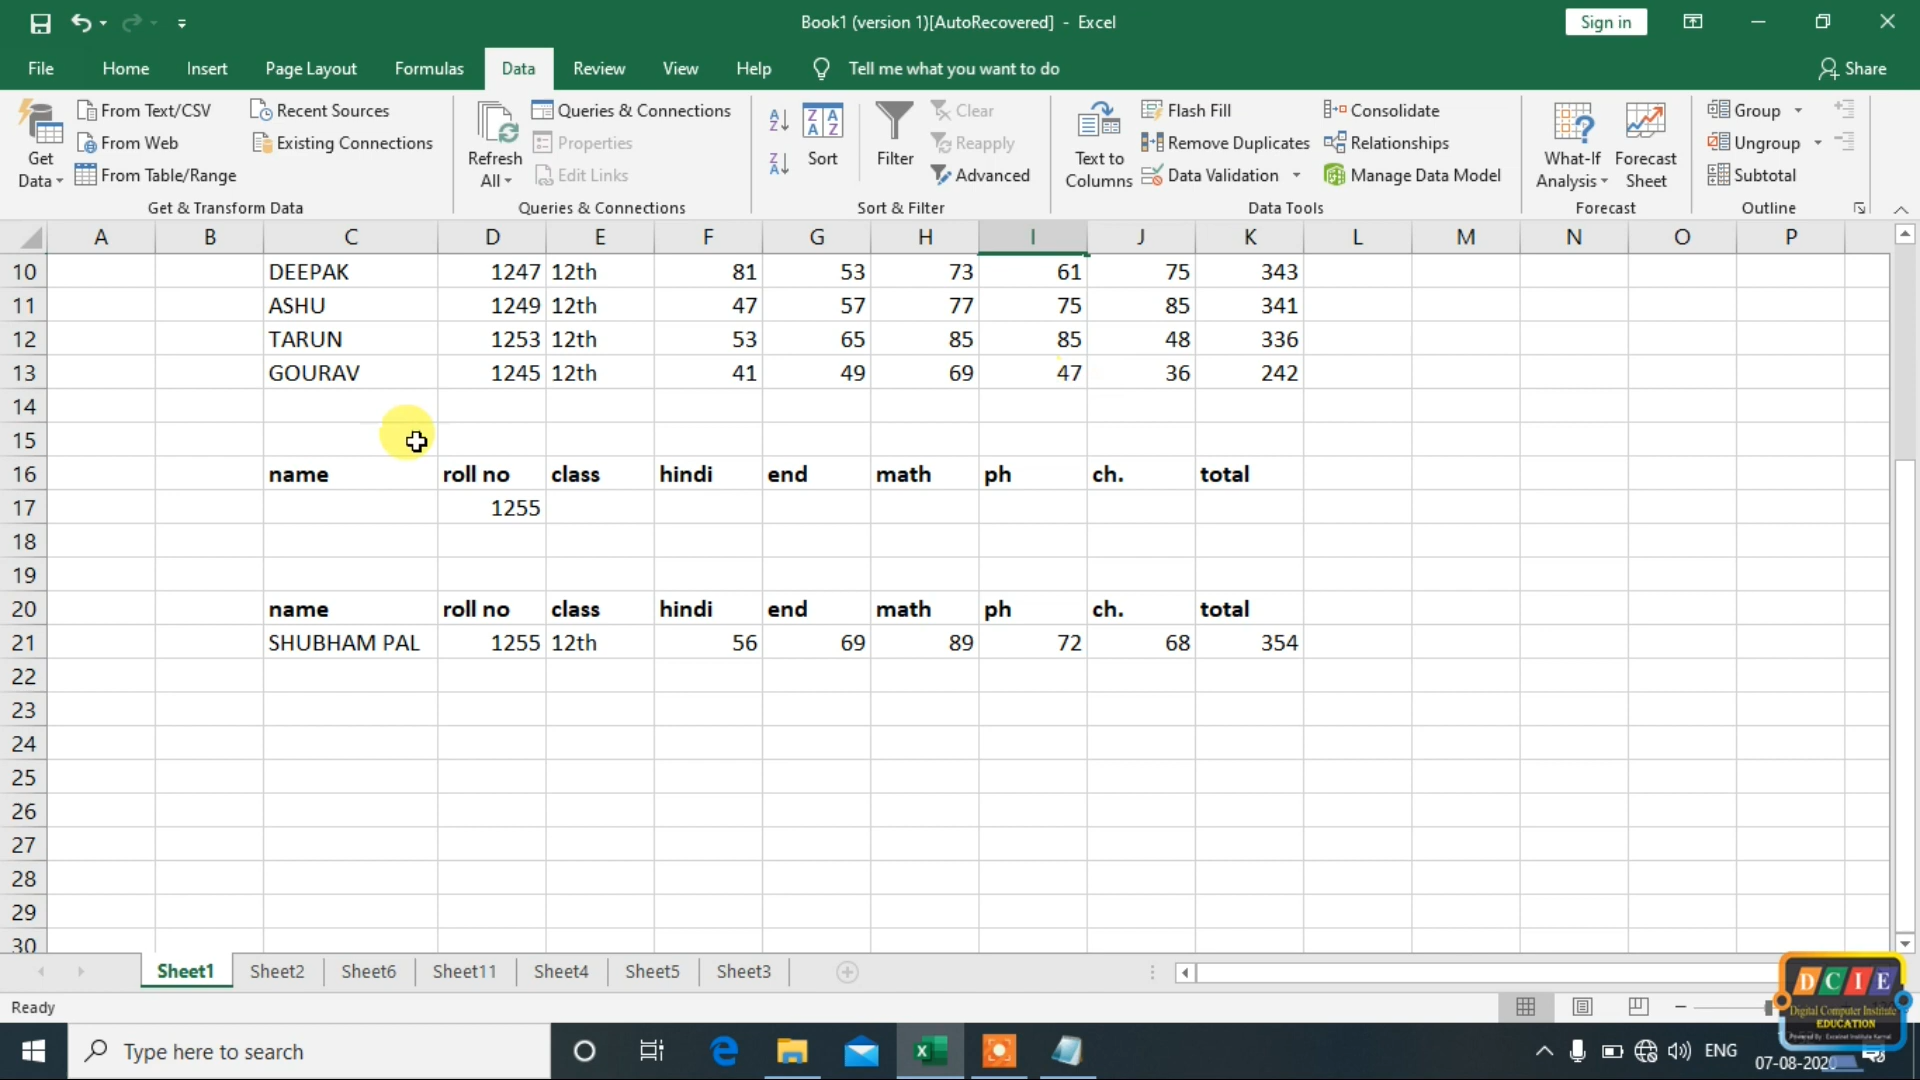 Book1 (version 1)[AutoRecovered] - Excel
Sign in
File Home Insert Page Layout Formulas Data Review View Help Tell me what you want to do Share
Get Data
From Text/CSV
From Web
From Table/Range
Recent Sources
Existing Connections
Get & Transform Data
Refresh All
Queries & Connections
Properties
Edit Links
Queries & Connections
Sort
Filter
Clear
Reapply
Advanced
Sort & Filter
Text to Columns
Flash Fill
Remove Duplicates
Data Validation
Consolidate
Relationships
Manage Data Model
Data Tools
What-If Analysis
Forecast Sheet
Forecast
Group
Ungroup
Subtotal
Outline
A B C D E F G H I J K L M N O P
10 DEEPAK 1247 12th 81 53 73 61 75 343
11 ASHU 1249 12th 47 57 77 75 85 341
12 TARUN 1253 12th 53 65 85 85 48 336
13 GOURAV 1245 12th 41 49 69 47 36 242
14
15
16 name roll no class hindi end math ph ch. total
17 1255
18
19
20 name roll no class hindi end math ph ch. total
21 SHUBHAM PAL 1255 12th 56 69 89 72 68 354
22
23
24
25
26
27
28
29
30
Sheet1 Sheet2 Sheet6 Sheet11 Sheet4 Sheet5 Sheet3
Ready
DCIE
Digital Computer Institute
EDUCATION
Type here to search
ENG
07-08-2020